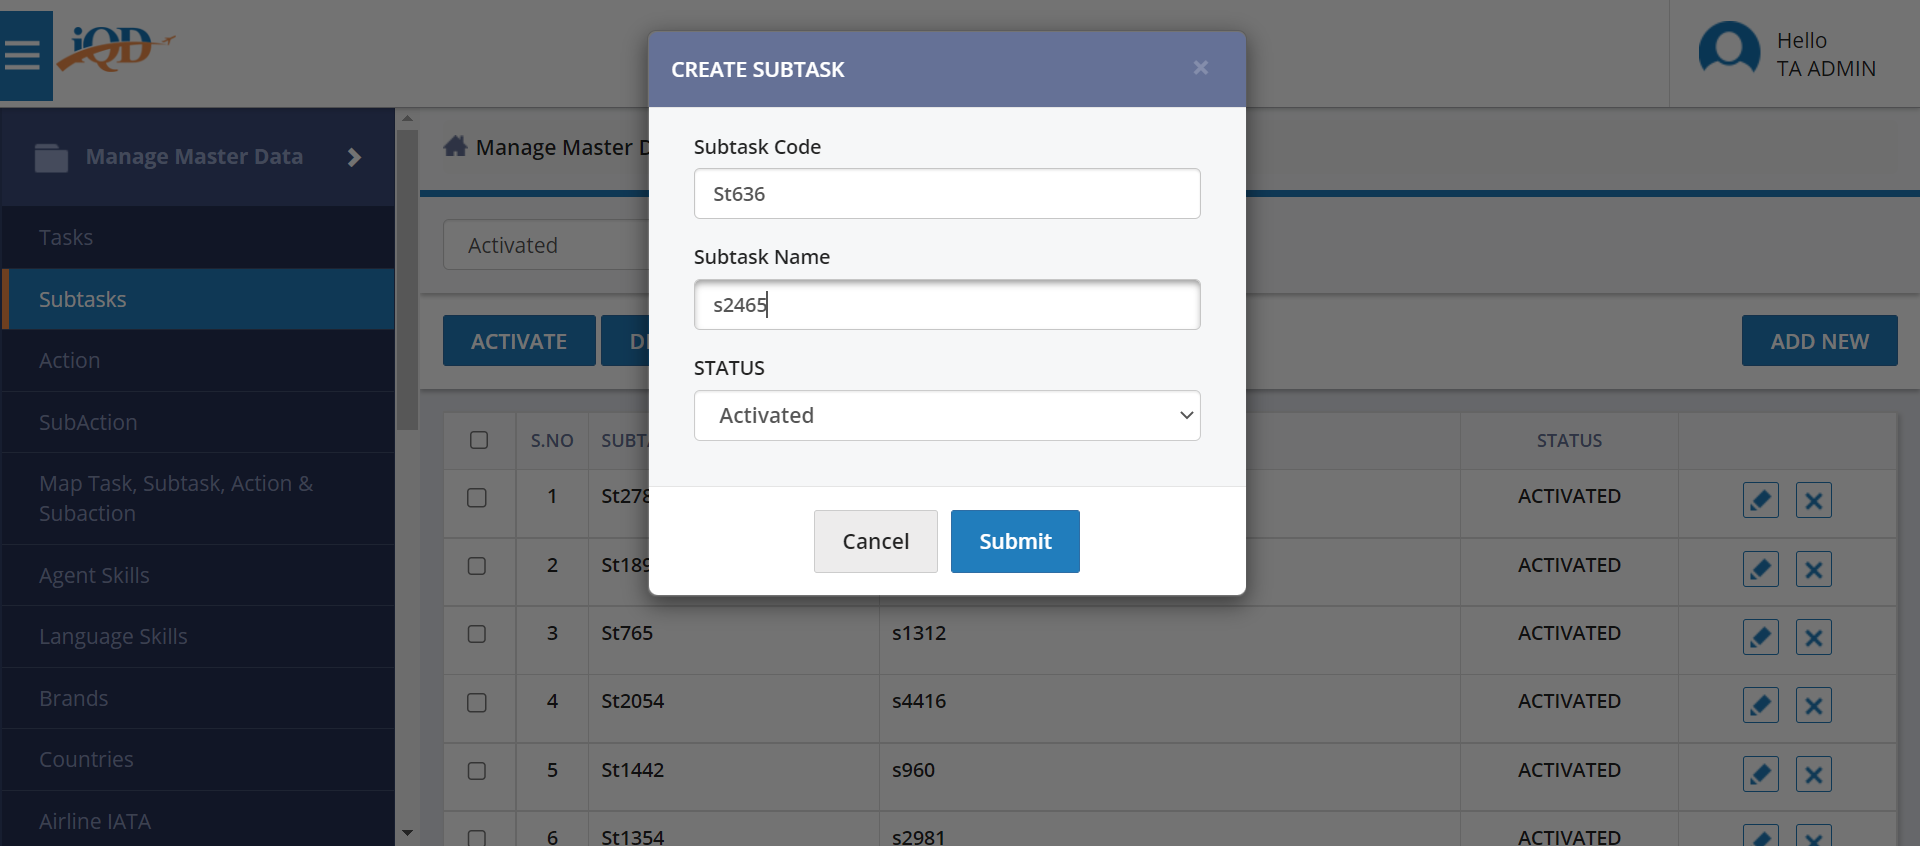 iQD
Hello
TA ADMIN
Manage Master Data
Tasks
Subtasks
Action
SubAction
Map Task, Subtask, Action &
Subaction
Agent Skills
Language Skills
Brands
Countries
Airline IATA
Manage Master
Activated
ACTIVATE
ADD NEW
CREATE SUBTASK
×
Subtask Code
St636
Subtask Name
s2465
STATUS
Activated
Cancel
Submit
S.NO SUBT STATUS
1 St278 ACTIVATED
2 St189 ACTIVATED
3 St765 s1312 ACTIVATED
4 St2054 s4416 ACTIVATED
5 St1442 s960 ACTIVATED
6 St1354 s2981 ACTIVATED